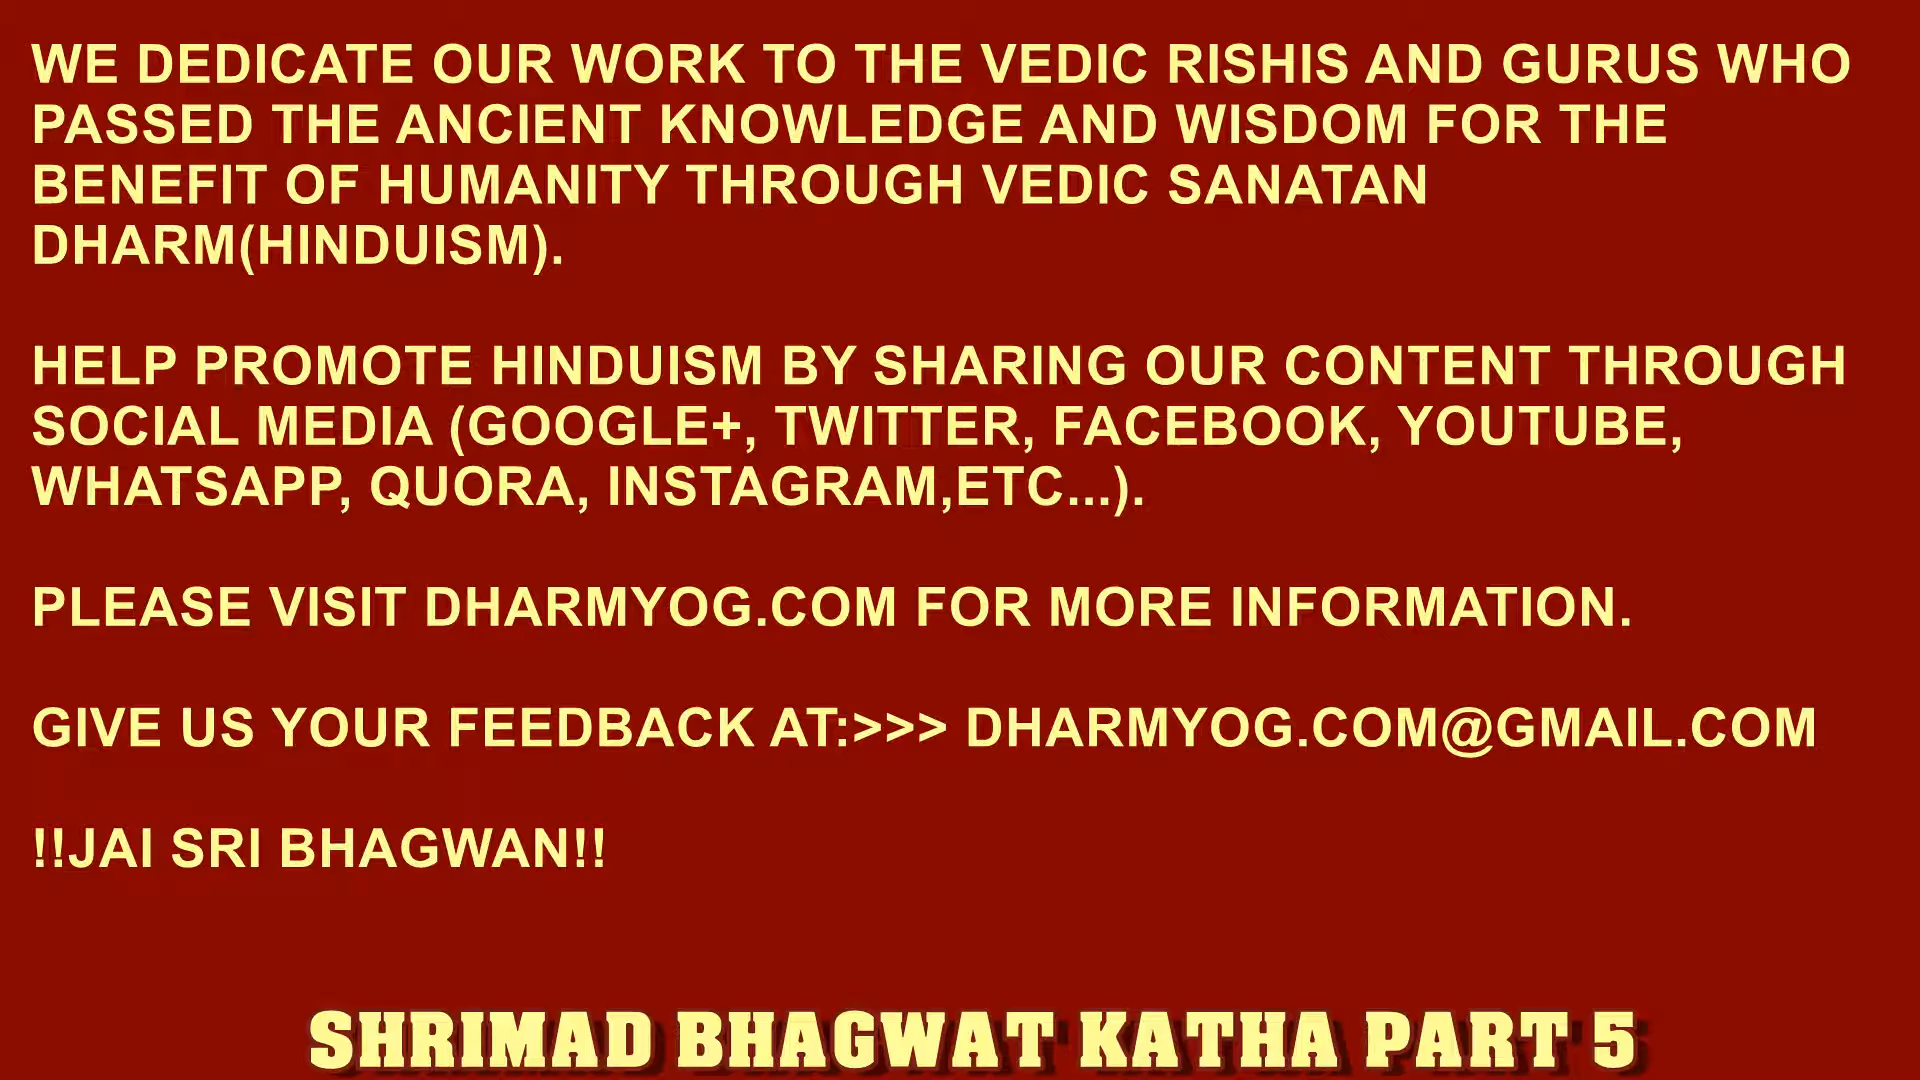 WE DEDICATE OUR WORK TO THE VEDIC RISHIS AND GURUS WHO
PASSED THE ANCIENT KNOWLEDGE AND WISDOM FOR THE
BENEFIT OF HUMANITY THROUGH VEDIC SANATAN
DHARM(HINDUISM).
HELP PROMOTE HINDUISM BY SHARING OUR CONTENT THROUGH
SOCIAL MEDIA (GOOGLE+, TWITTER, FACEBOOK, YOUTUBE,
WHATSAPP, QUORA, INSTAGRAM,ETC...).
PLEASE VISIT DHARMYOG.COM FOR MORE INFORMATION.
GIVE US YOUR FEEDBACK AT:>>> DHARMYOG.COM@GMAIL.COM
!!JAI SRI BHAGWAN!!
SHRIMAD BHAGWAT KATHA PART 5